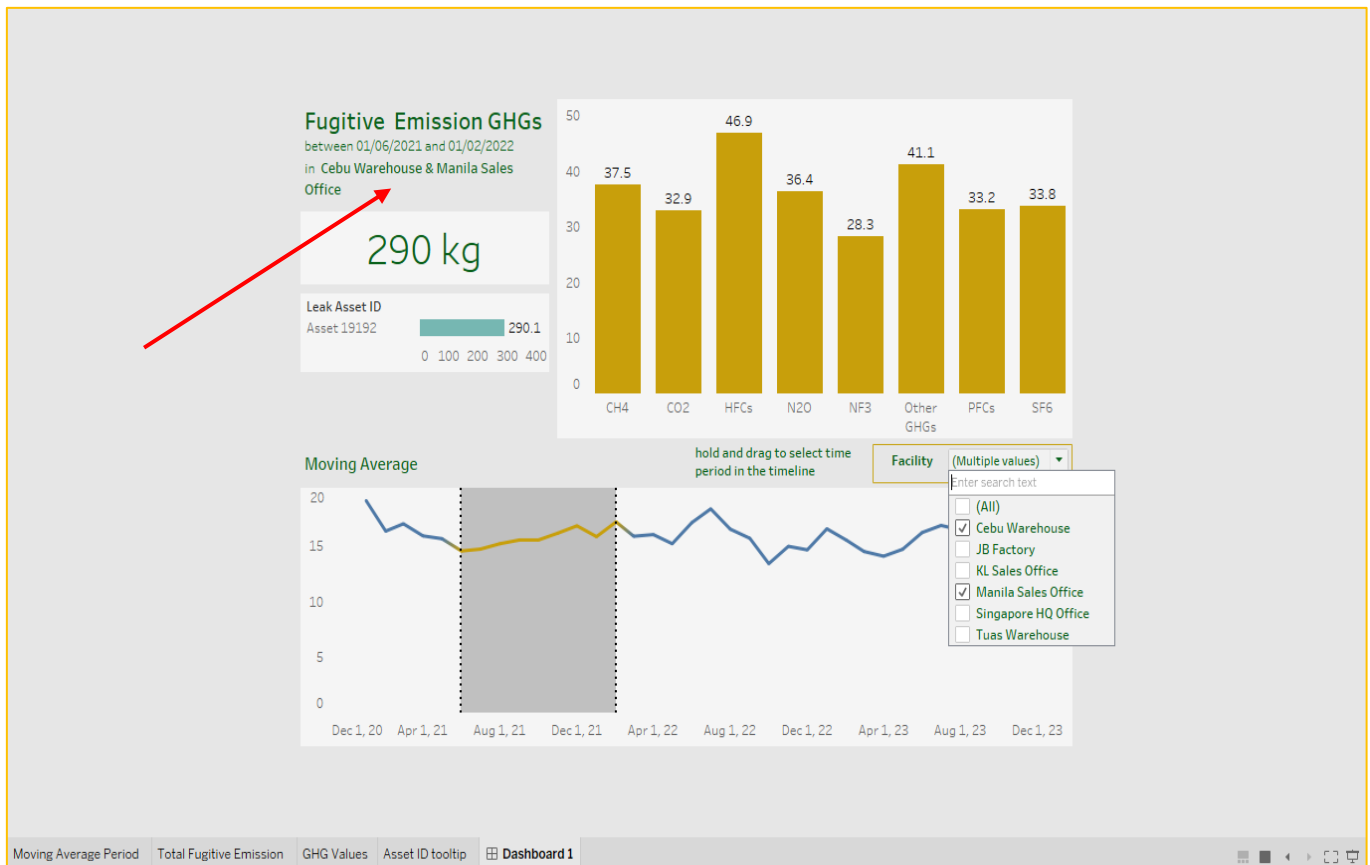 Fugitive Emission GHGs
between 01/06/2021 and 01/02/2022
in Cebu Warehouse & Manila Sales
Office
290 kg
Leak Asset ID
Asset 19192
290.1
0 100 200 300 400
50
40
30
20
10
0
37.5
32.9
46.9
36.4
28.3
41.1
33.2
33.8
CH4 CO2 HFCs N2O NF3 Other PFCs SF6
GHGs
Moving Average
hold and drag to select time
period in the timeline
Facility (Multiple values)
Enter search text
(All)
Cebu Warehouse
JB Factory
KL Sales Office
Manila Sales Office
Singapore HQ Office
Tuas Warehouse
20
15
10
5
0
Dec 1, 20 Apr 1, 21 Aug 1, 21 Dec 1, 21 Apr 1, 22 Aug 1, 22 Dec 1, 22 Apr 1, 23 Aug 1, 23 Dec 1, 23
Moving Average Period Total Fugitive Emission GHG Values Asset ID tooltip Dashboard 1